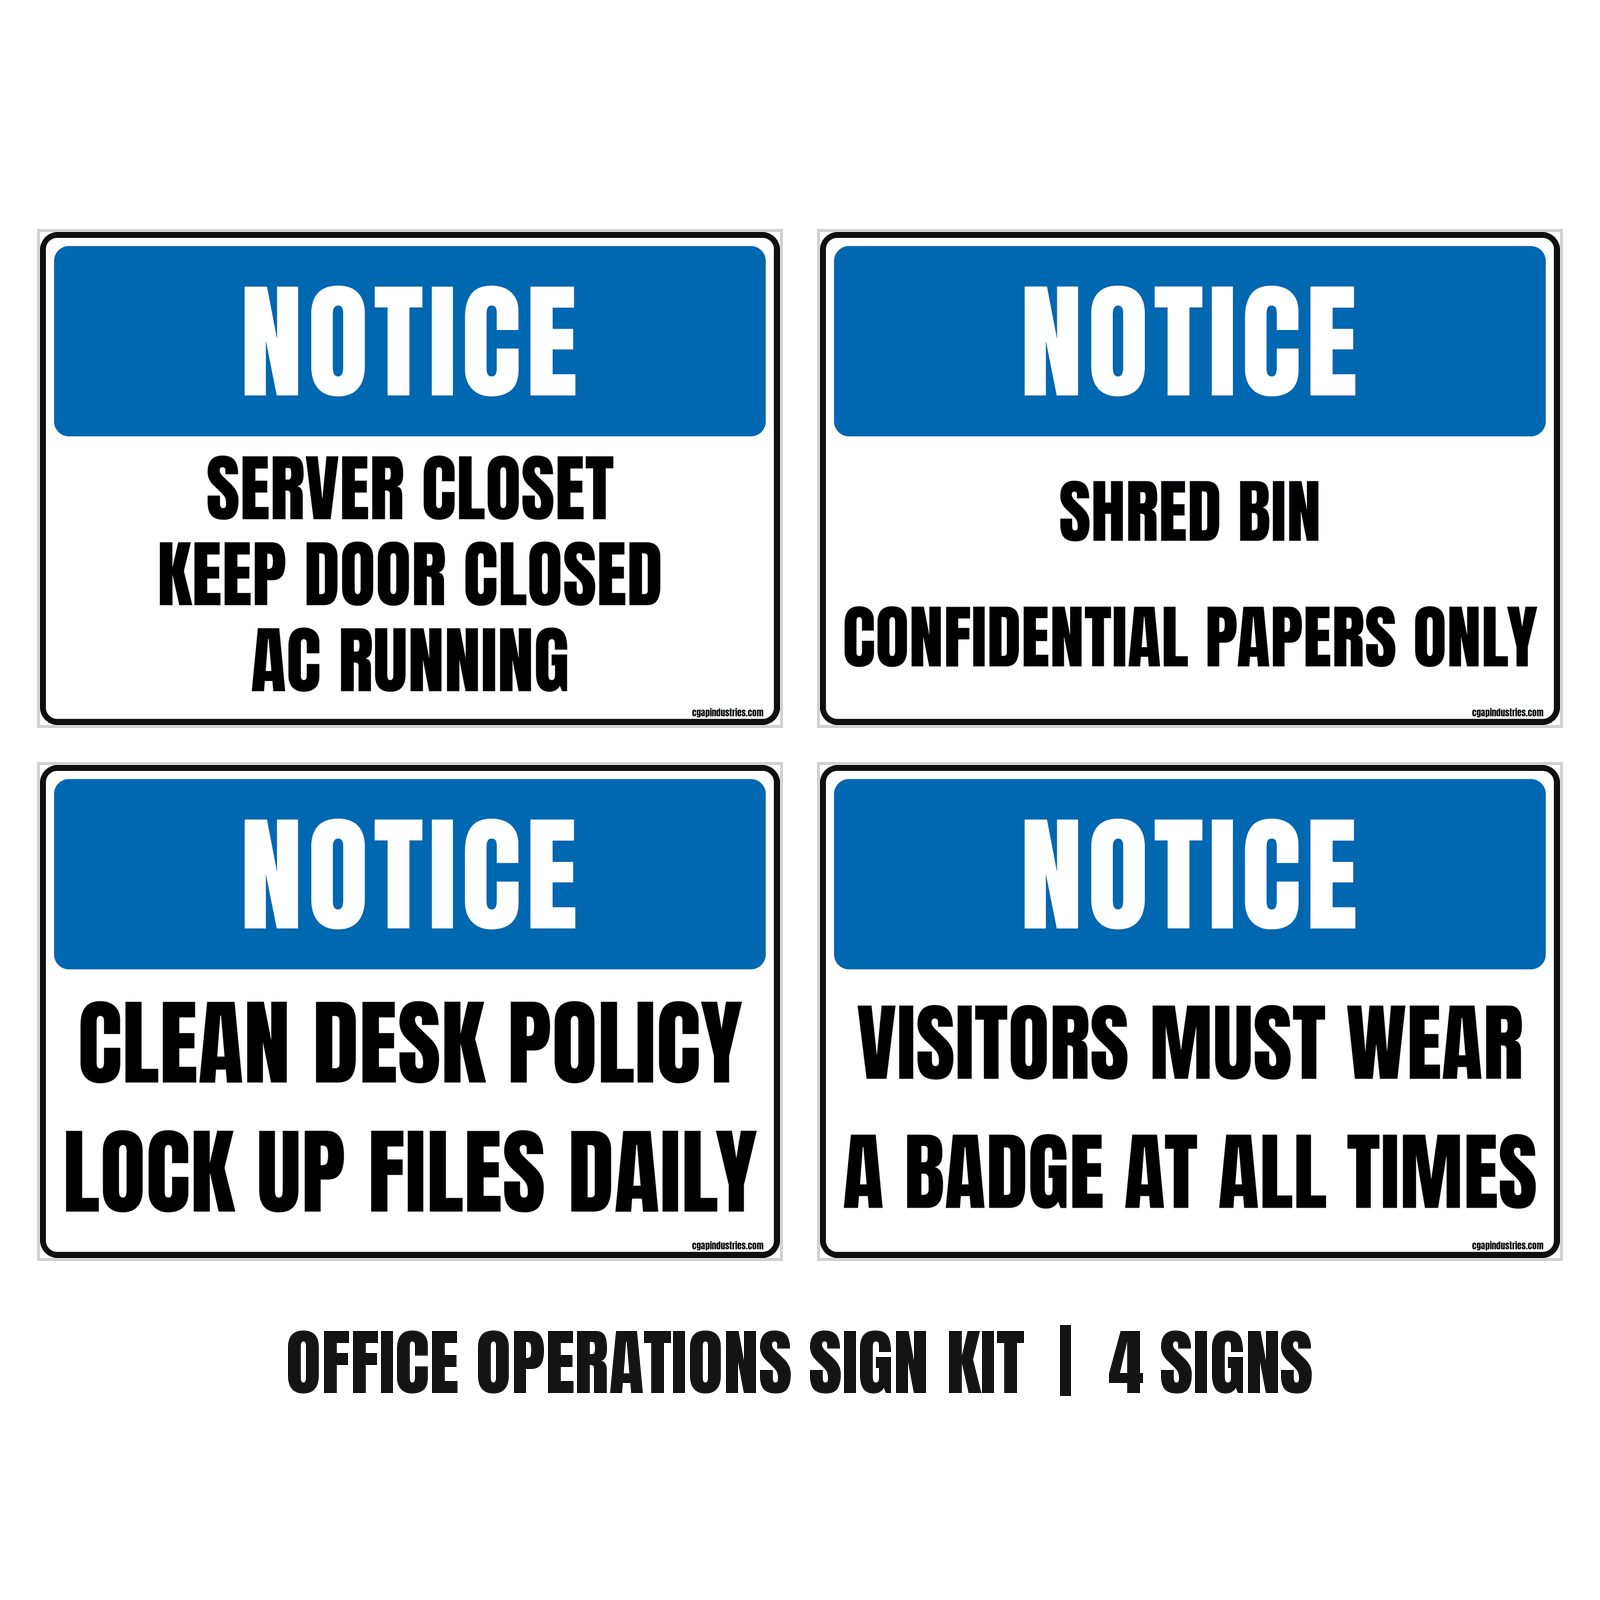 NOTICE
SERVER CLOSET
KEEP DOOR CLOSED
AC RUNNING
cgapindustries.com
NOTICE
SHRED BIN
CONFIDENTIAL PAPERS ONLY
cgapindustries.com
NOTICE
CLEAN DESK POLICY
LOCK UP FILES DAILY
cgapindustries.com
NOTICE
VISITORS MUST WEAR
A BADGE AT ALL TIMES
cgapindustries.com
OFFICE OPERATIONS SIGN KIT | 4 SIGNS